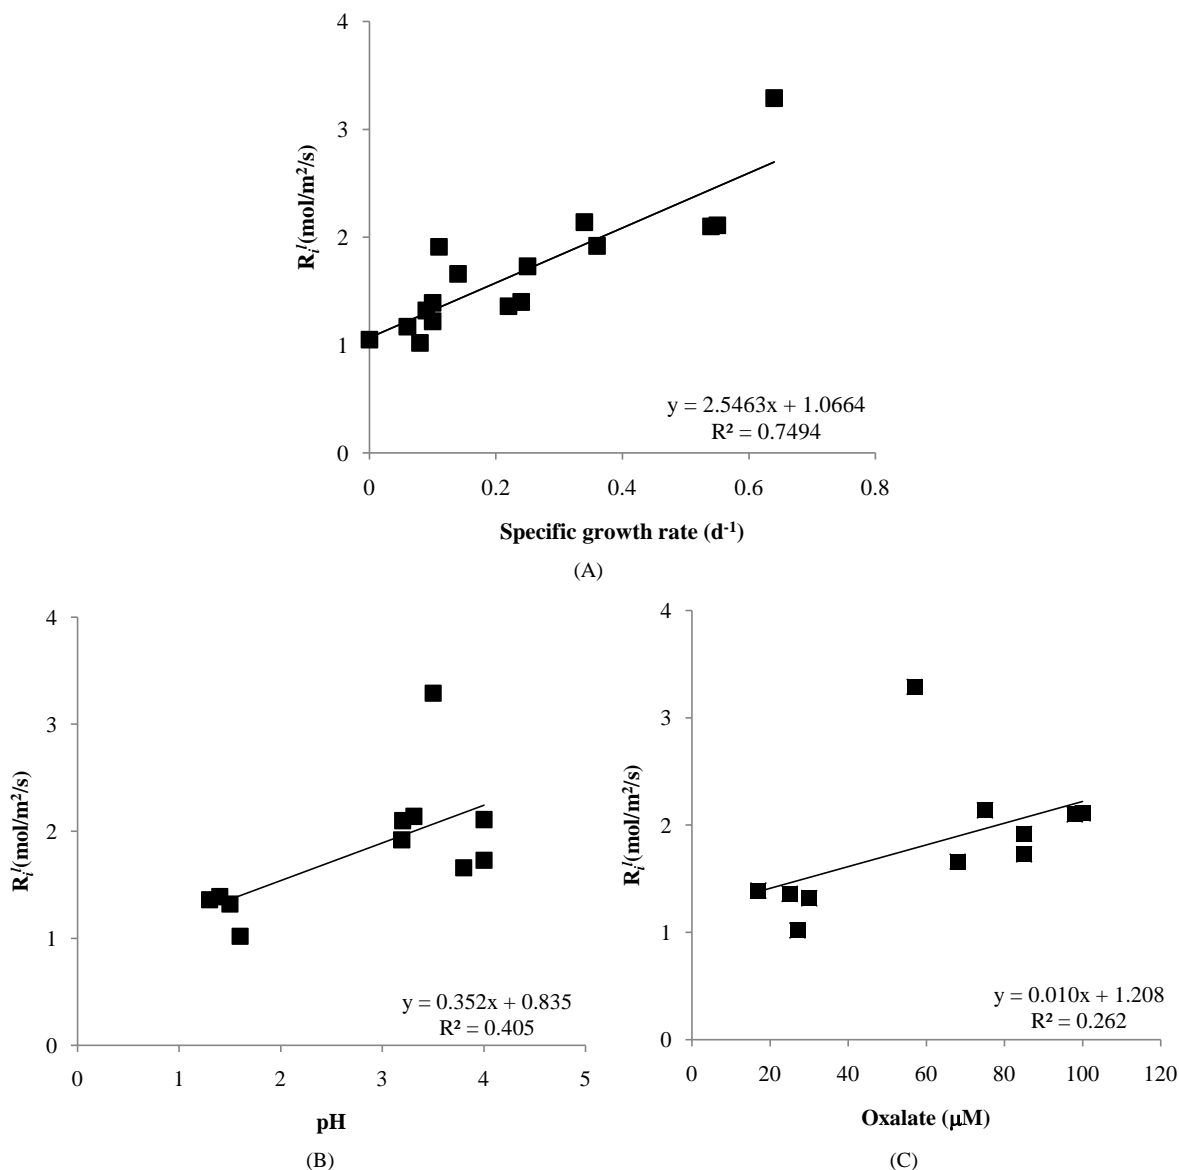 4
3
2
1
0
R_i^l (mol/m²/s)
y = 2.5463x + 1.0664
R² = 0.7494
0 0.2 0.4 0.6 0.8
Specific growth rate (d⁻¹)
(A)
4
3
2
1
0
R_i^l (mol/m²/s)
y = 0.352x + 0.835
R² = 0.405
0 1 2 3 4 5
pH
(B)
4
3
2
1
0
R_i^l (mol/m²/s)
y = 0.010x + 1.208
R² = 0.262
0 20 40 60 80 100 120
Oxalate (μM)
(C)